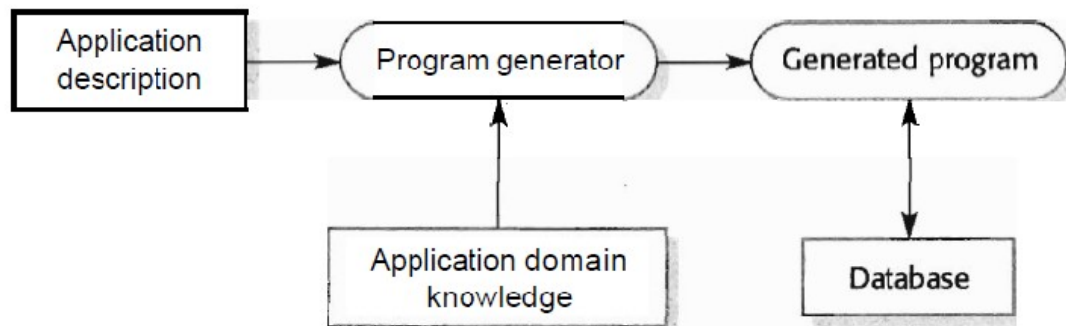 Application
description
Program generator
Generated program
Application domain
knowledge
Database